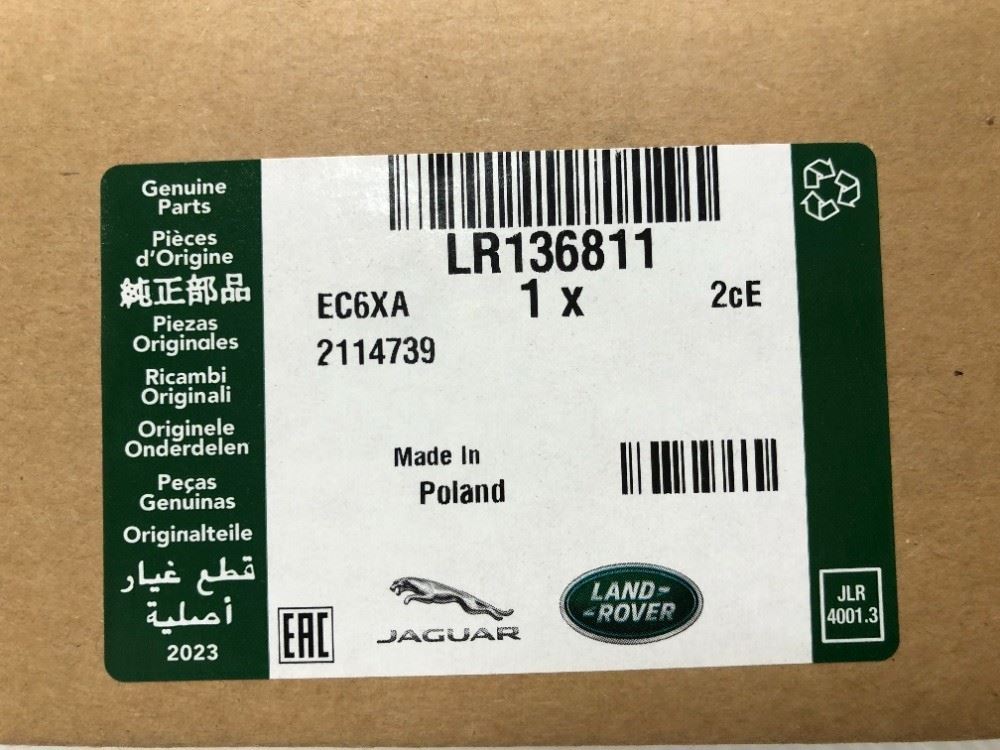 Genuine
Parts
Pièces
d'Origine
純正部品
Piezas
Originales
Ricambi
Originali
Originele
Onderdelen
Peças
Genuinas
Originalteile
قطع غيار
أصلية
2023
LR136811
EC6XA
1 x
2cE
2114739
Made In
Poland
EAC
JAGUAR
LAND-
-ROVER
JLR
4001.3